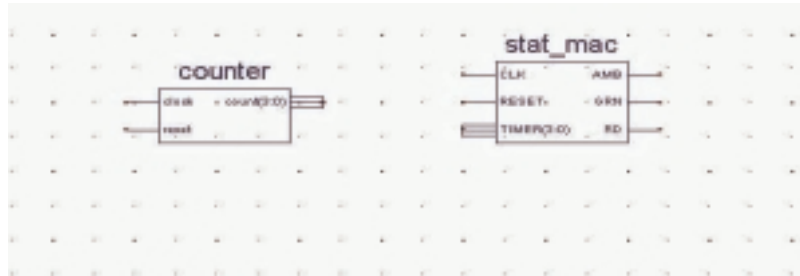 counter
clock count(3:0)
reset
stat_mac
CLK AMB
RESET GRN
TIMER(3:0) RD